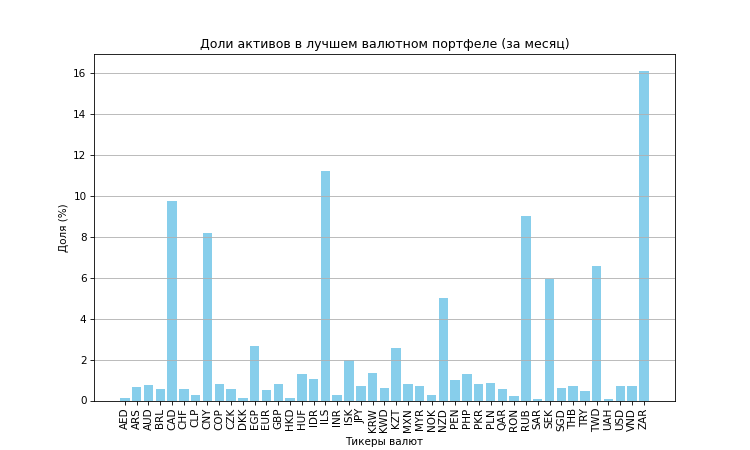 Доли активов в лучшем валютном портфеле (за месяц)
16
14
12
10
8
6
4
2
0
Доля (%)
AED ARS AUD BRL CAD CHF CLP CNY COP CZK DKK EGP EUR GBP HKD HUF IDR ILS INR ISK JPY KRW KWD KZT MXN MYR NOK NZD PEN PHP PKR PLN QAR RON RUB SAR SEK SGD THB TRY TWD UAH USD VND ZAR
Тикеры валют